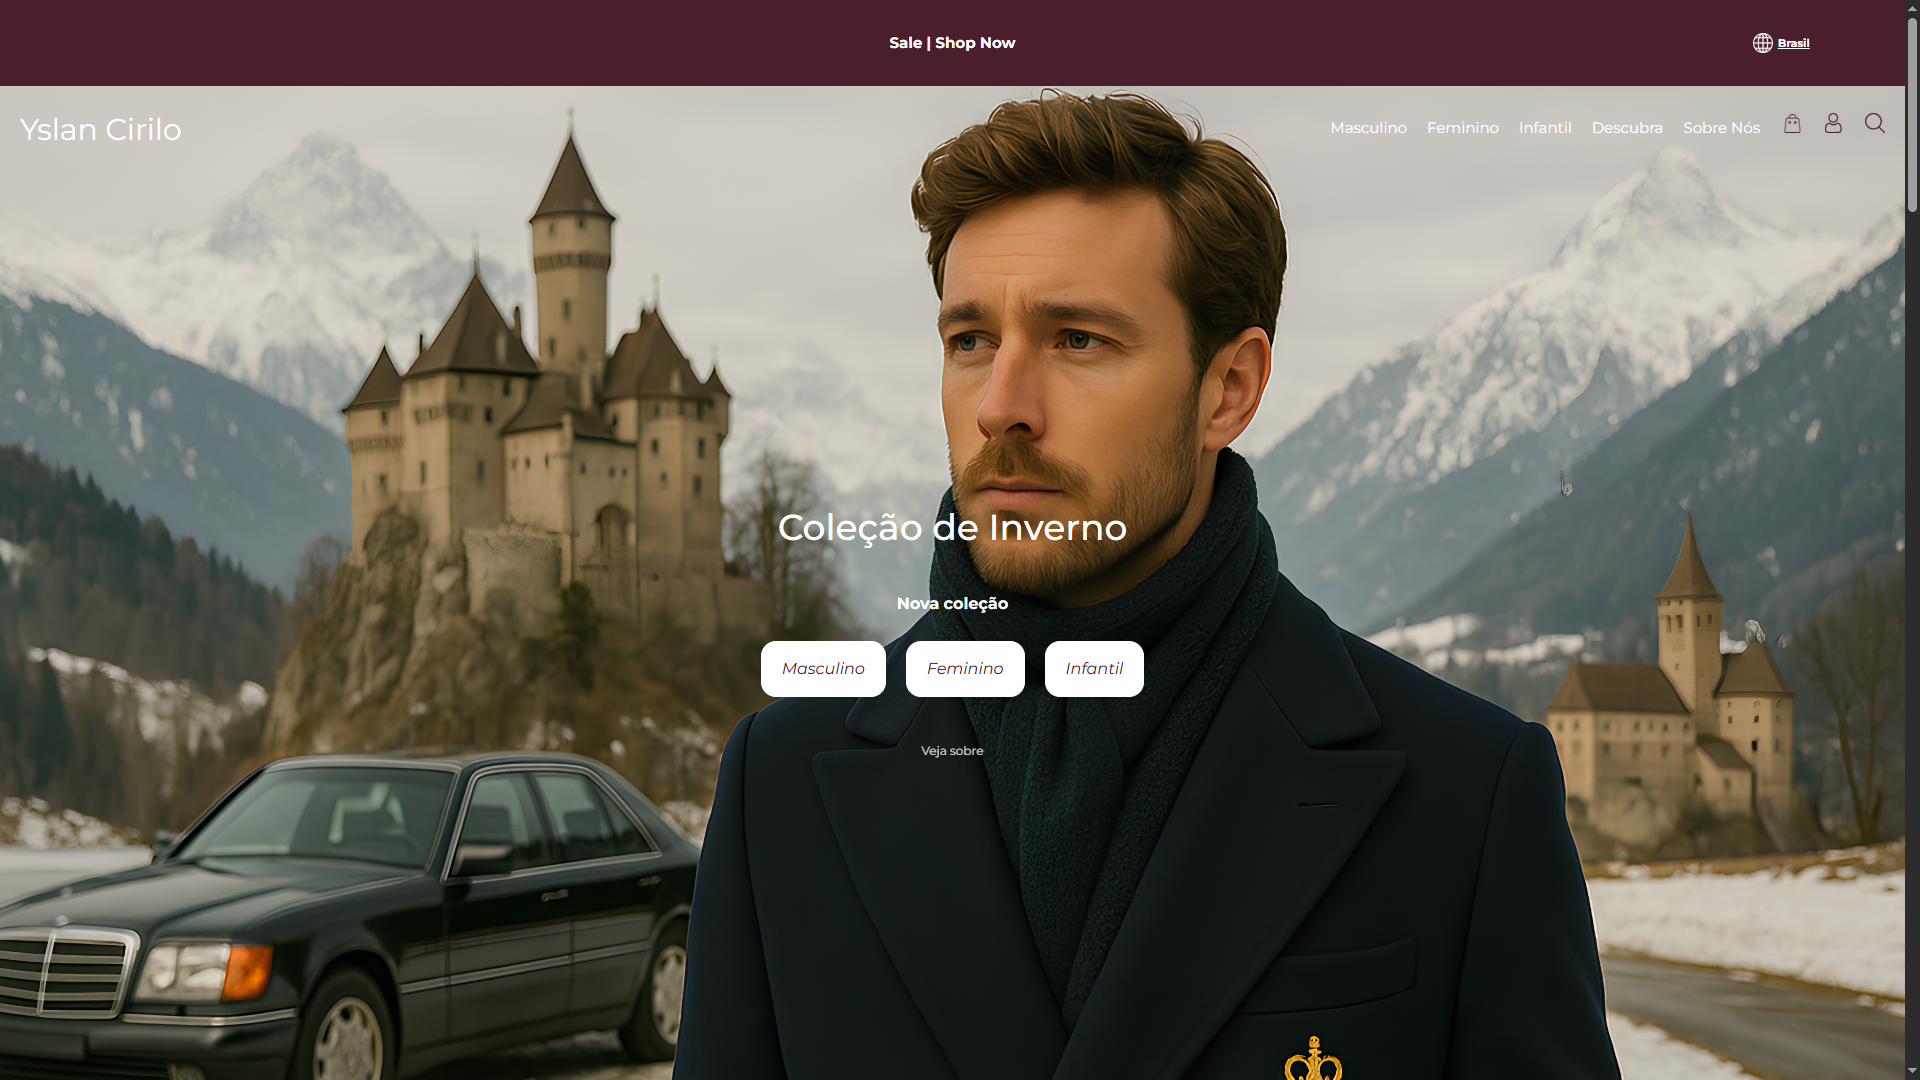 Sale | Shop Now
Brasil
Yslan Cirilo
Masculino Feminino Infantil Descubra Sobre Nós
Coleção de Inverno
Nova coleção
Masculino Feminino Infantil
Veja sobre